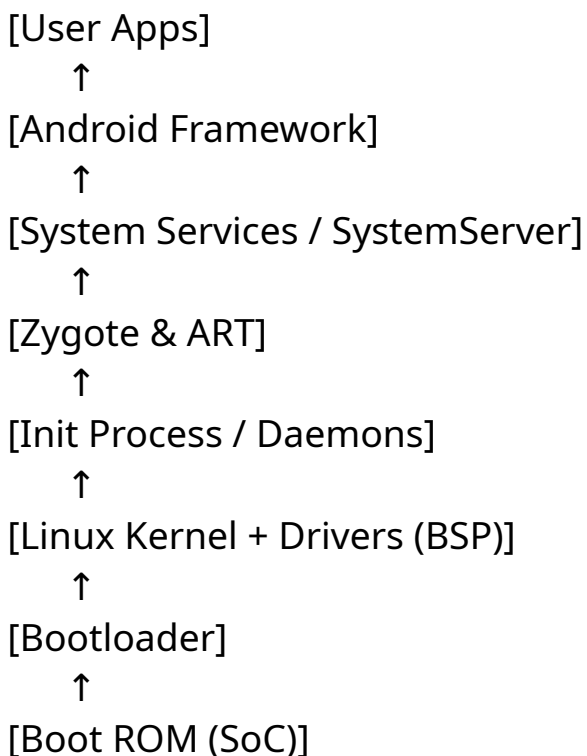 [User Apps]
↑
[Android Framework]
↑
[System Services / SystemServer]
↑
[Zygote & ART]
↑
[Init Process / Daemons]
↑
[Linux Kernel + Drivers (BSP)]
↑
[Bootloader]
↑
[Boot ROM (SoC)]